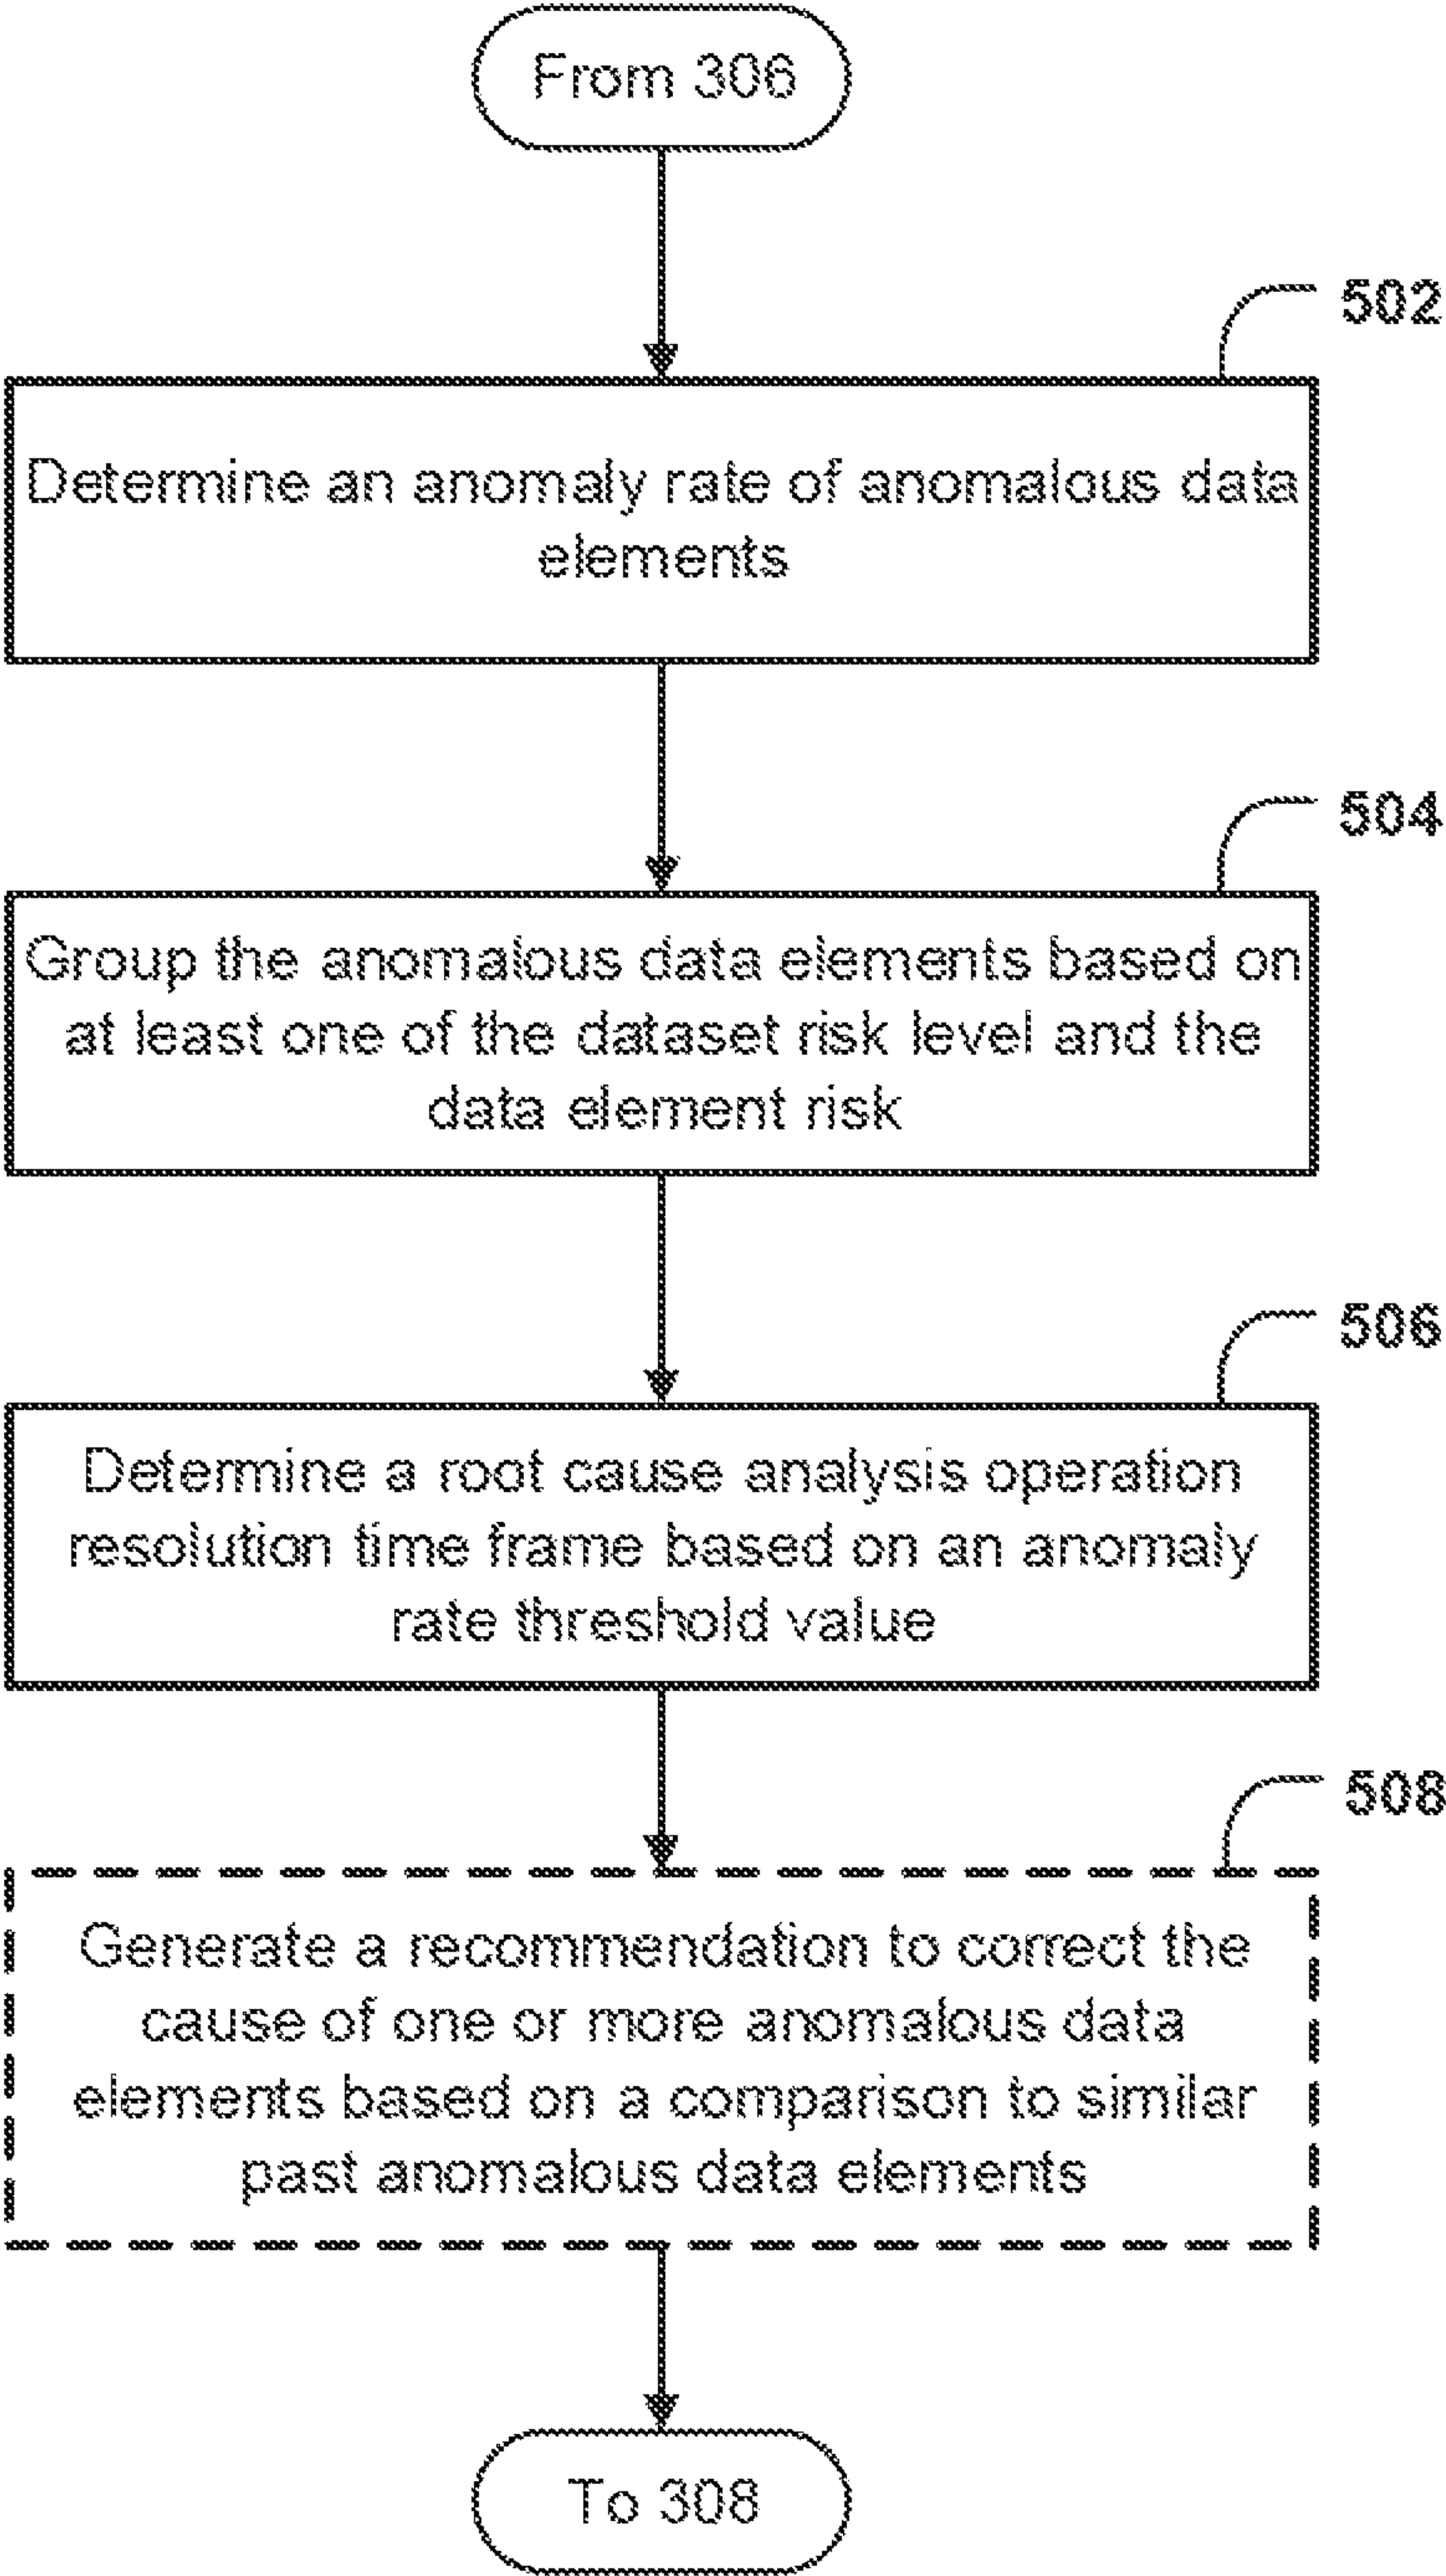 From 306
502
Determine an anomaly rate of anomalous data
elements
504
Group the anomalous data elements based on
at least one of the dataset risk level and the
data element risk
506
Determine a root cause analysis operation
resolution time frame based on an anomaly
rate threshold value
508
Generate a recommendation to correct the
cause of one or more anomalous data
elements based on a comparison to similar
past anomalous data elements
To 308